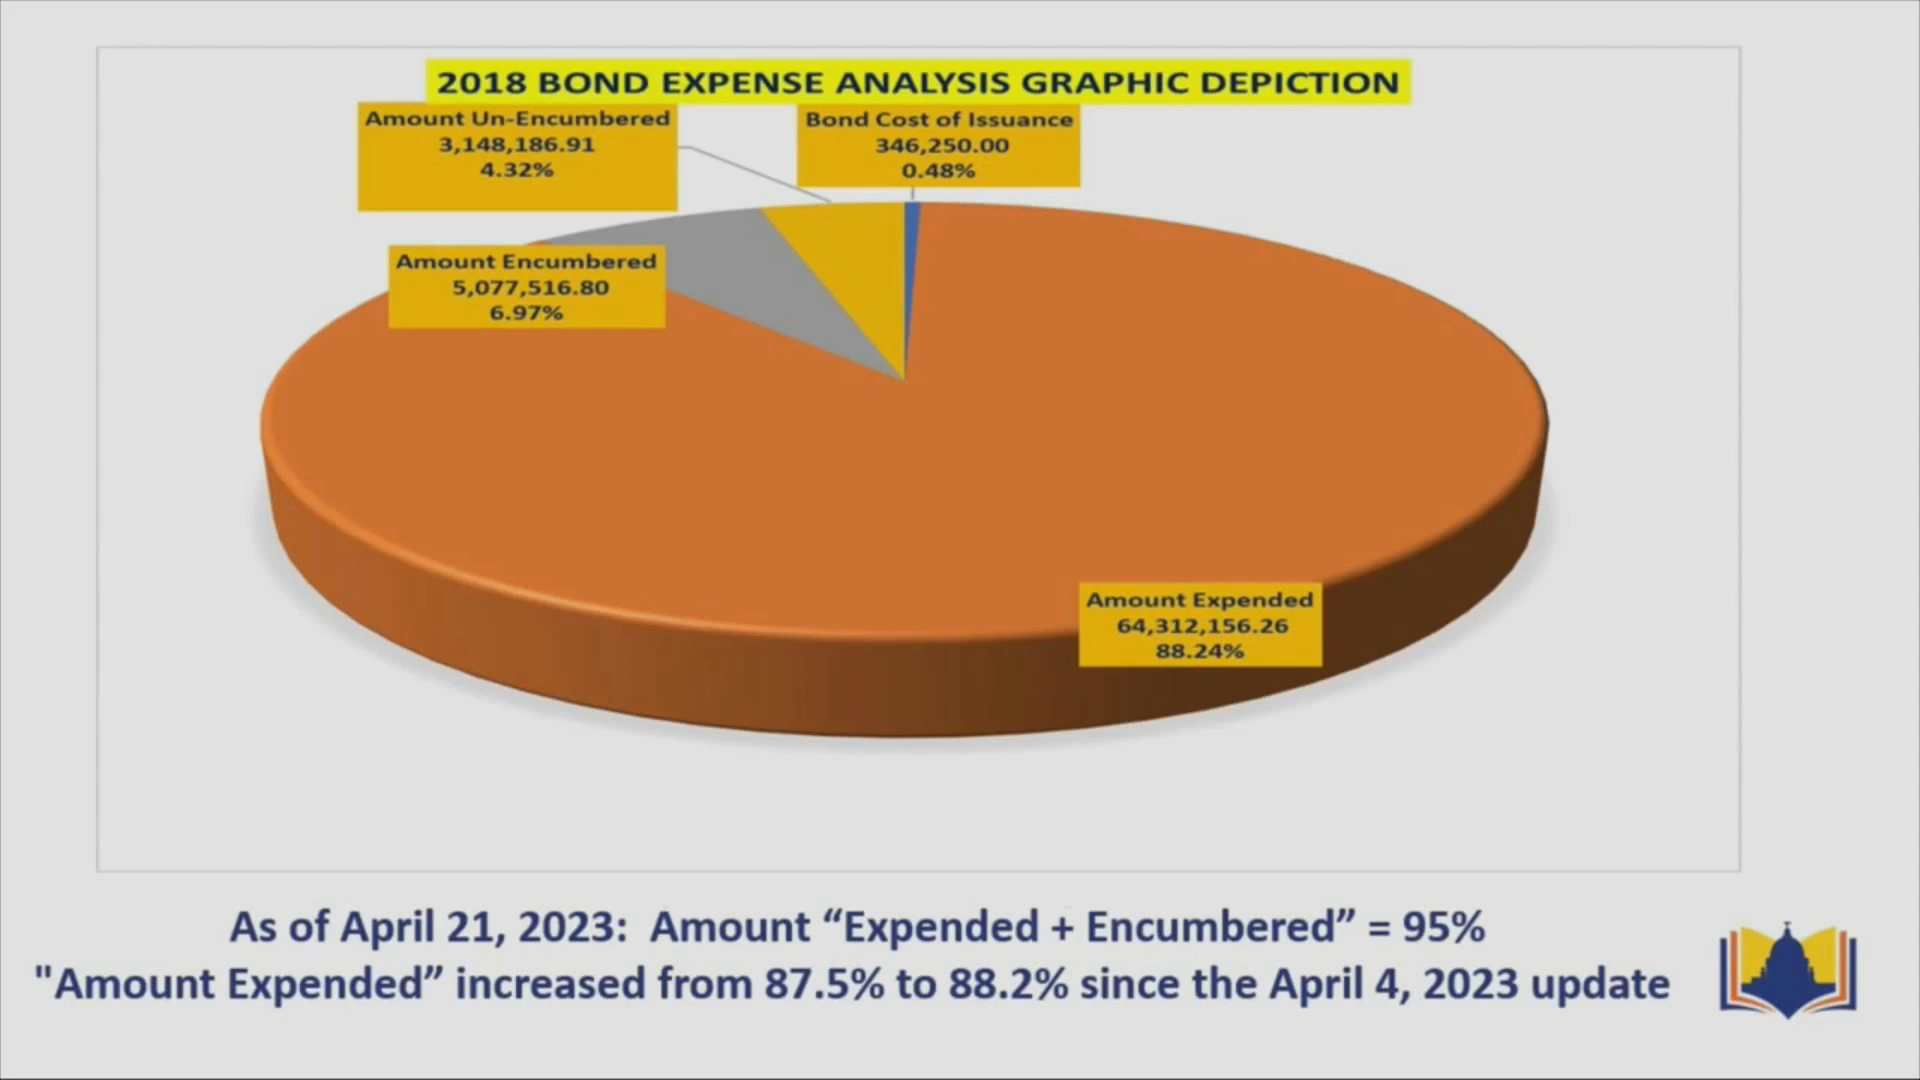 2018 BOND EXPENSE ANALYSIS GRAPHIC DEPICTION
Amount Un-Encumbered
3,148,186.91
4.32%
Bond Cost of Issuance
346,250.00
0.48%
Amount Encumbered
5,077,516.80
6.97%
Amount Expended
64,312,156.26
88.24%
As of April 21, 2023:  Amount “Expended + Encumbered” = 95%
"Amount Expended” increased from 87.5% to 88.2% since the April 4, 2023 update